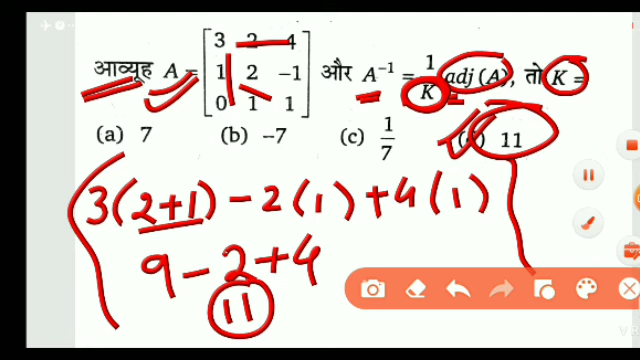 3 2 4
आव्यूह A = 1 2 −1 और A⁻¹ = 1/K adj (A), तो K =
0 1 1
(a) 7 (b) −7 (c) 1/7 (d) 11
3(2+1) − 2(1) + 4(1)
9 − 2 + 4
11